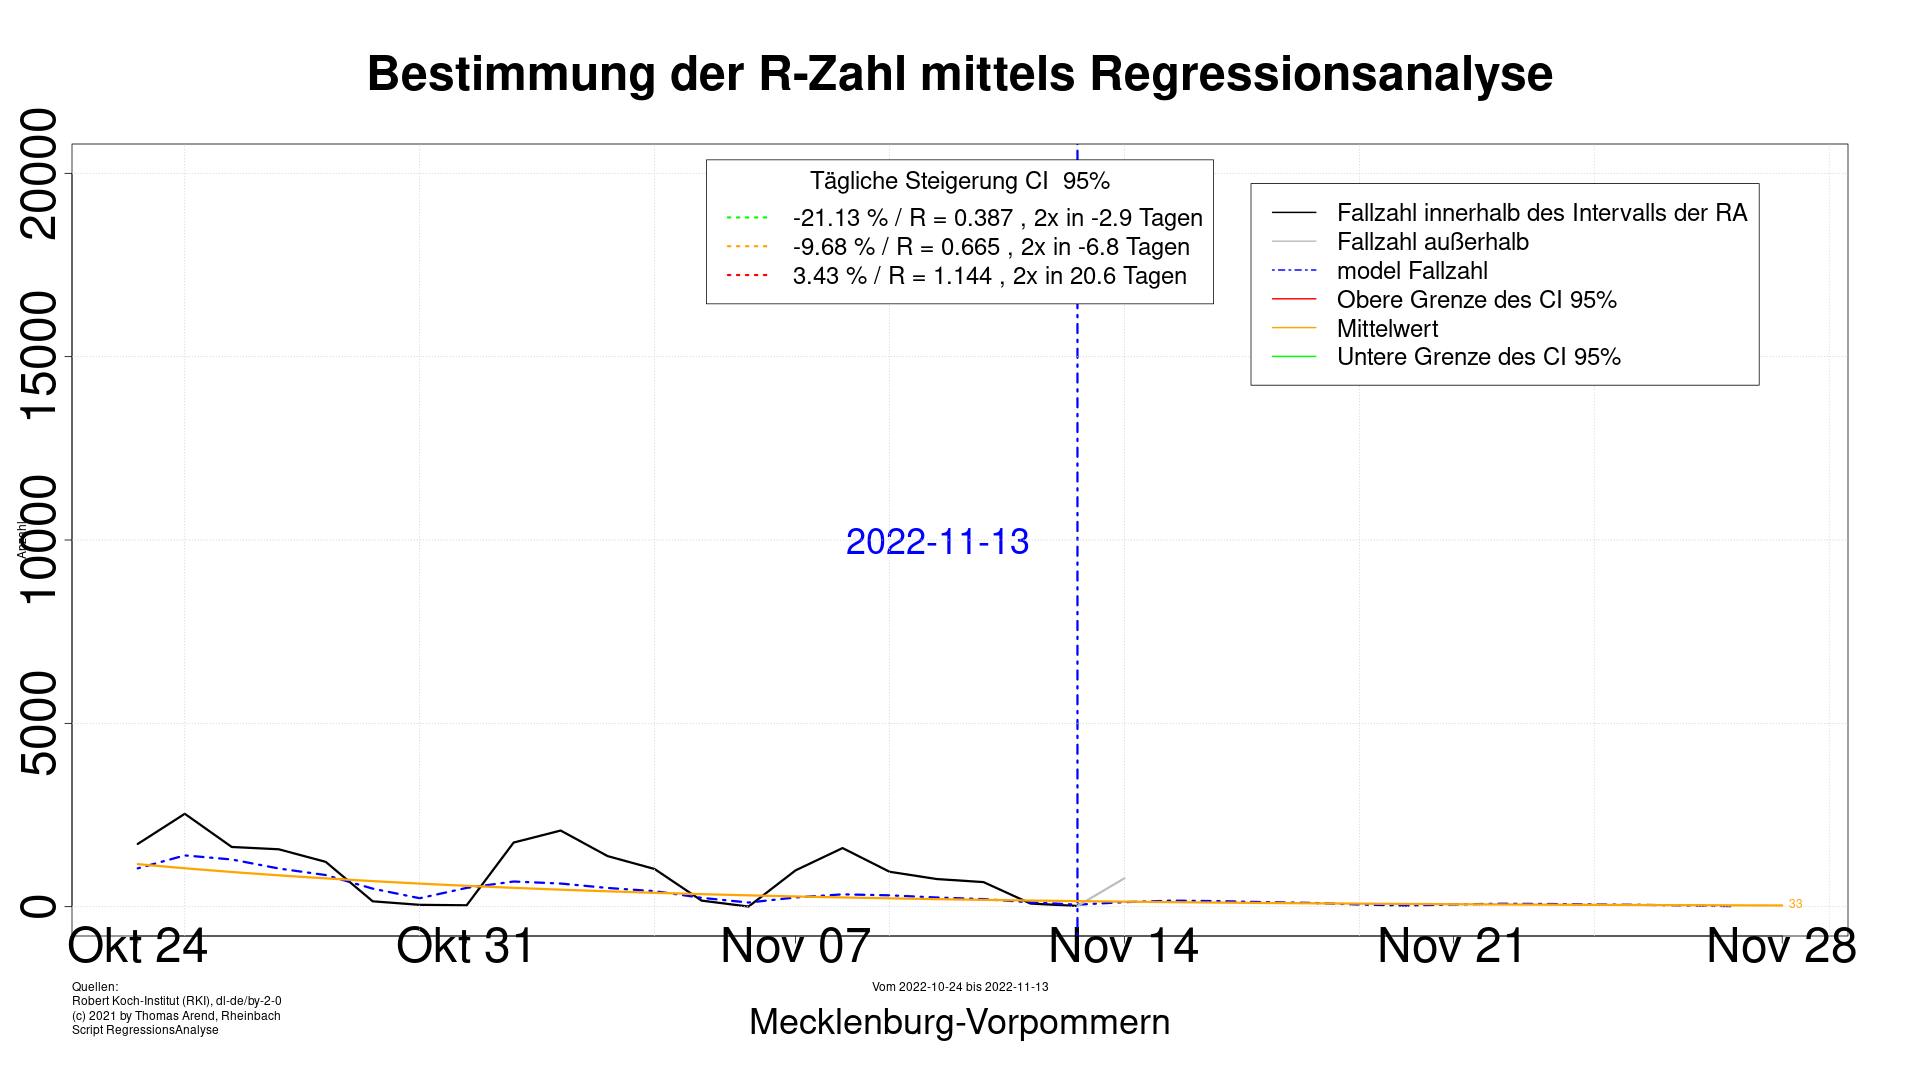 Bestimmung der R-Zahl mittels Regressionsanalyse
20000
15000
10000
5000
0
Anzahl
Tägliche Steigerung CI 95%
-21.13 % / R = 0.387 , 2x in -2.9 Tagen
-9.68 % / R = 0.665 , 2x in -6.8 Tagen
3.43 % / R = 1.144 , 2x in 20.6 Tagen
Fallzahl innerhalb des Intervalls der RA
Fallzahl außerhalb
model Fallzahl
Obere Grenze des CI 95%
Mittelwert
Untere Grenze des CI 95%
2022-11-13
33
Okt 24 Okt 31 Nov 07 Nov 14 Nov 21 Nov 28
Quellen:
Robert Koch-Institut (RKI), dl-de/by-2-0
(c) 2021 by Thomas Arend, Rheinbach
Script RegressionsAnalyse
Vom 2022-10-24 bis 2022-11-13
Mecklenburg-Vorpommern